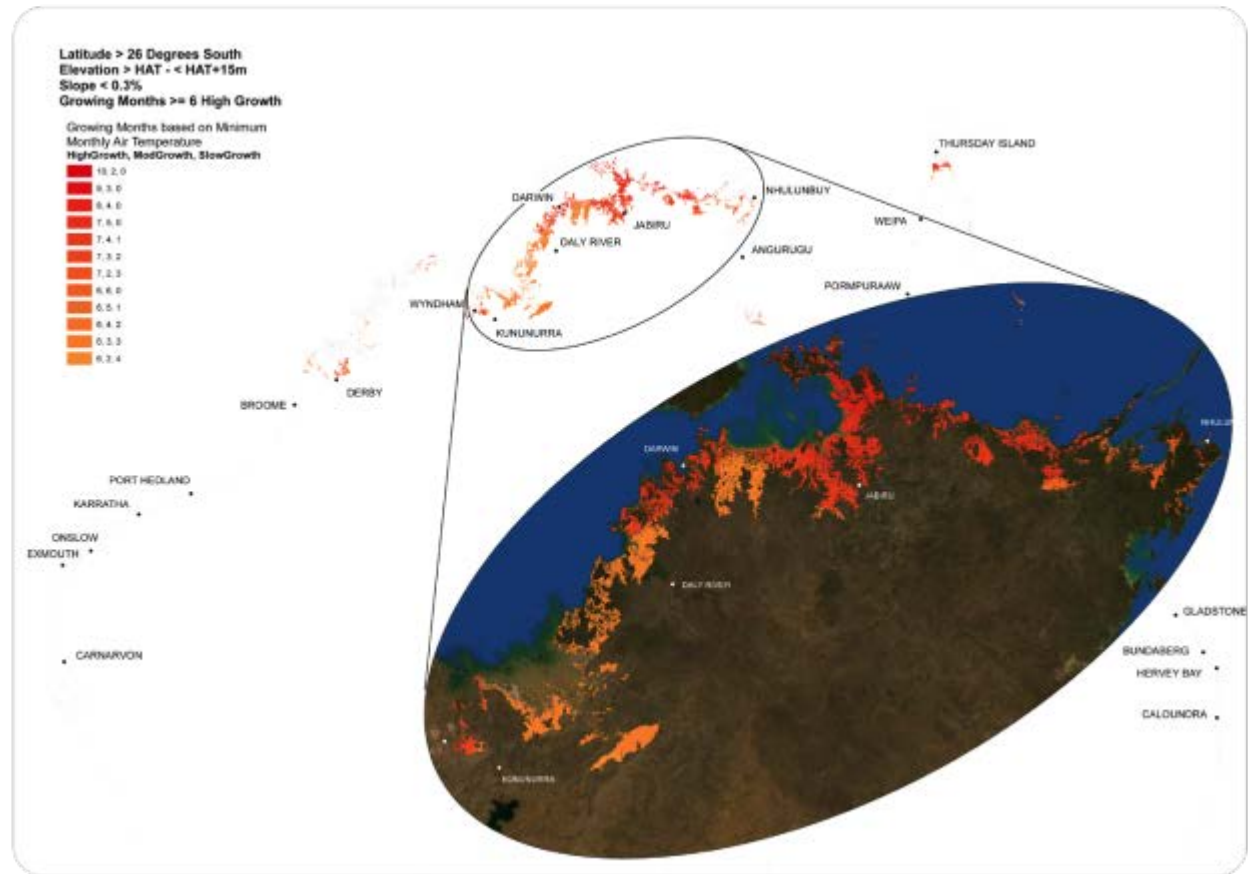 Latitude > 26 Degrees South
Elevation > HAT - < HAT+15m
Slope < 0.3%
Growing Months >= 6 High Growth
Growing Months based on Minimum
Monthly Air Temperature
HighGrowth, ModGrowth, SlowGrowth
10, 2, 0
9, 3, 0
8, 4, 0
7, 5, 0
7, 4, 1
7, 3, 2
7, 2, 3
6, 6, 0
6, 5, 1
6, 4, 2
6, 3, 3
6, 2, 4
THURSDAY ISLAND
DARWIN
NHULUNBUY
JABIRU
WEIPA
DALY RIVER
ANGURUGU
PORMPURAAW
WYNDHAM
KUNUNURRA
DERBY
BROOME
PORT HEDLAND
KARRATHA
ONSLOW
EXMOUTH
CARNARVON
NHULUN
DARWIN
JABIRU
DALY RIVER
KUNUNURRA
GLADSTONE
BUNDABERG
HERVEY BAY
CALOUNDRA